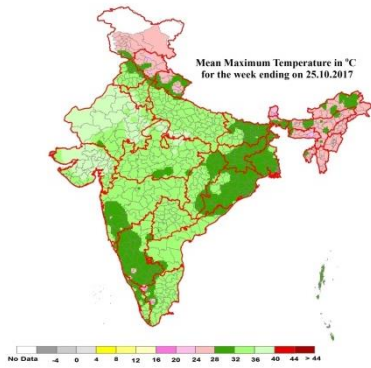 Mean Maximum Temperature in °C
for the week ending on 25.10.2017
No Data -4 0 4 8 12 16 20 24 28 32 36 40 44 > 44